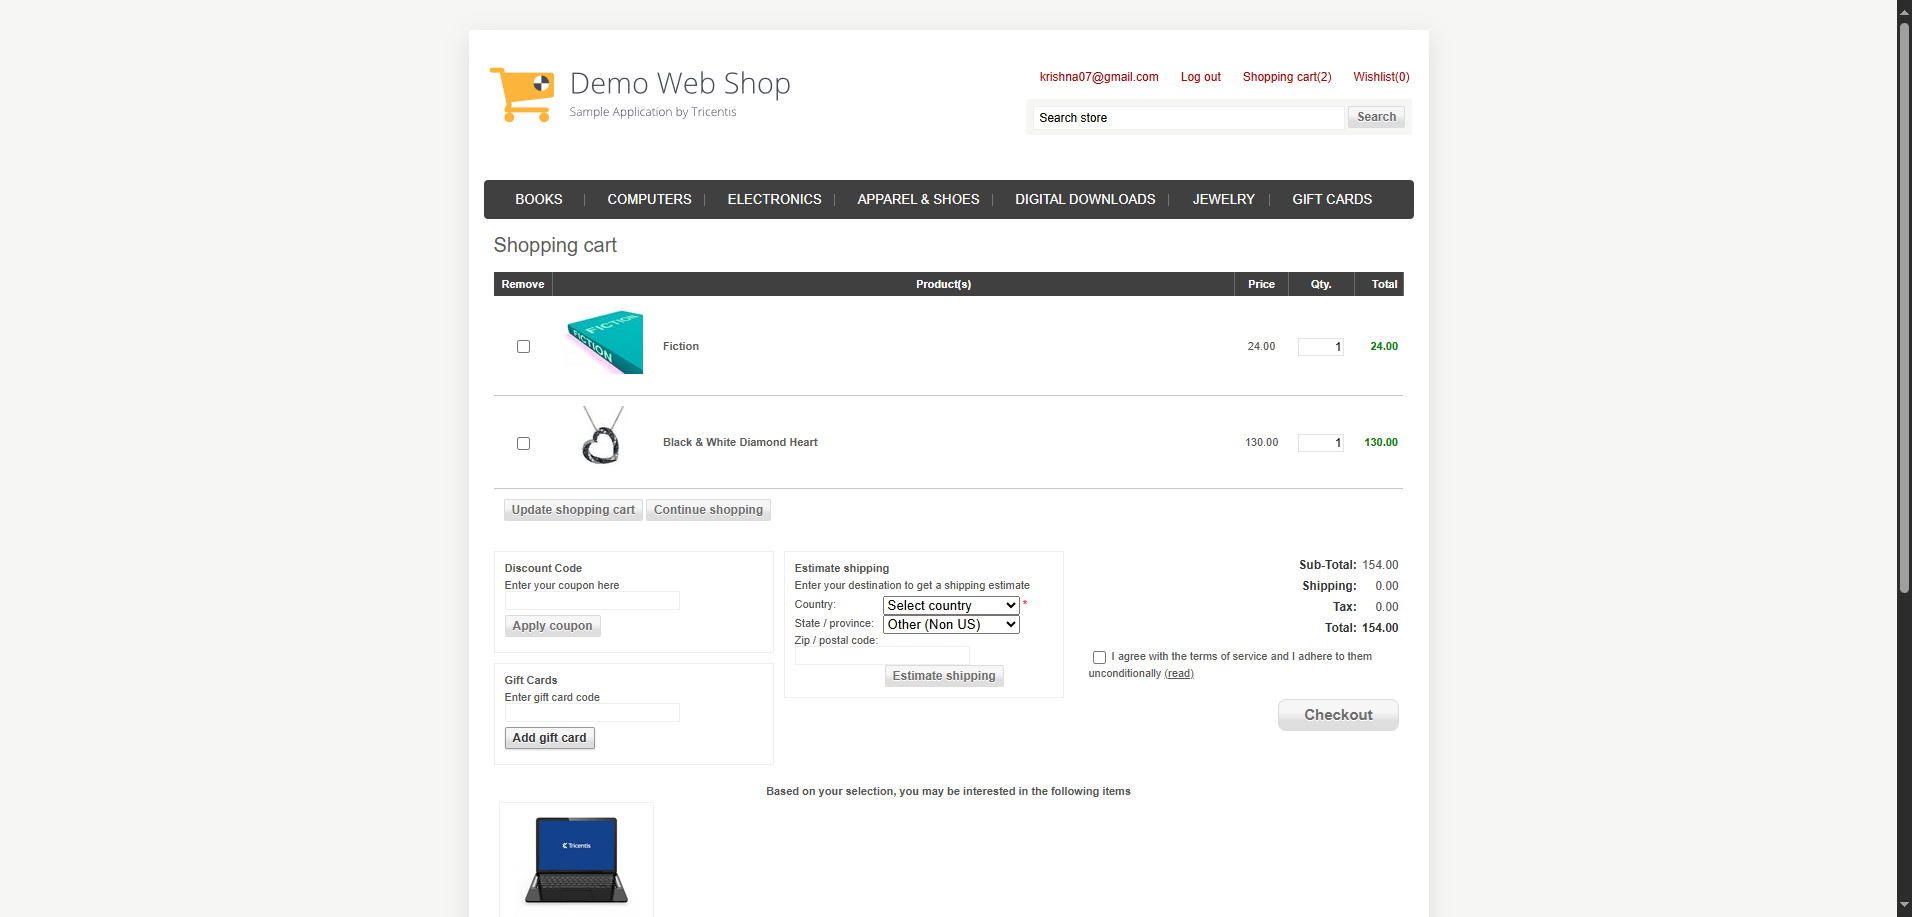 Demo Web Shop
Sample Application by Tricentis
krishna07@gmail.com Log out Shopping cart(2) Wishlist(0)
Search store Search
BOOKS COMPUTERS ELECTRONICS APPAREL & SHOES DIGITAL DOWNLOADS JEWELRY GIFT CARDS
Shopping cart
Remove Product(s) Price Qty. Total
FICTION
FICTION
Fiction 24.00 1 24.00
Black & White Diamond Heart 130.00 1 130.00
Update shopping cart Continue shopping
Discount Code
Enter your coupon here
Apply coupon
Gift Cards
Enter gift card code
Add gift card
Estimate shipping
Enter your destination to get a shipping estimate
Country: Select country *
State / province: Other (Non US)
Zip / postal code:
Estimate shipping
Sub-Total: 154.00
Shipping: 0.00
Tax: 0.00
Total: 154.00
I agree with the terms of service and I adhere to them
unconditionally (read)
Checkout
Based on your selection, you may be interested in the following items
Tricentis